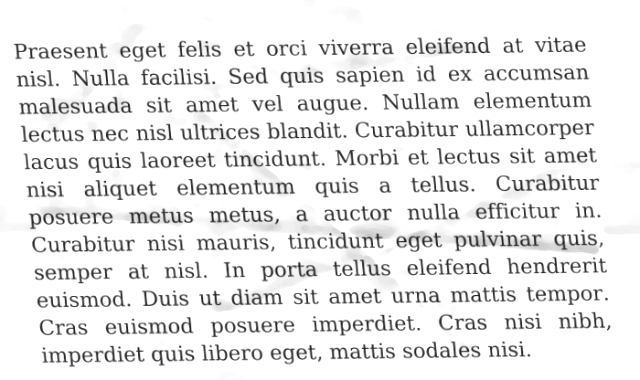 Praesent eget felis et orci viverra eleifend at vitae
nisl. Nulla facilisi. Sed quis sapien id ex accumsan
malesuada sit amet vel augue. Nullam elementum
lectus nec nisl ultrices blandit. Curabitur ullamcorper
lacus quis laoreet tincidunt. Morbi et lectus sit amet
nisi aliquet elementum quis a tellus. Curabitur
posuere metus metus, a auctor nulla efficitur in.
Curabitur nisi mauris, tincidunt eget pulvinar quis,
semper at nisl. In porta tellus eleifend hendrerit
euismod. Duis ut diam sit amet urna mattis tempor.
Cras euismod posuere imperdiet. Cras nisi nibh,
imperdiet quis libero eget, mattis sodales nisi.